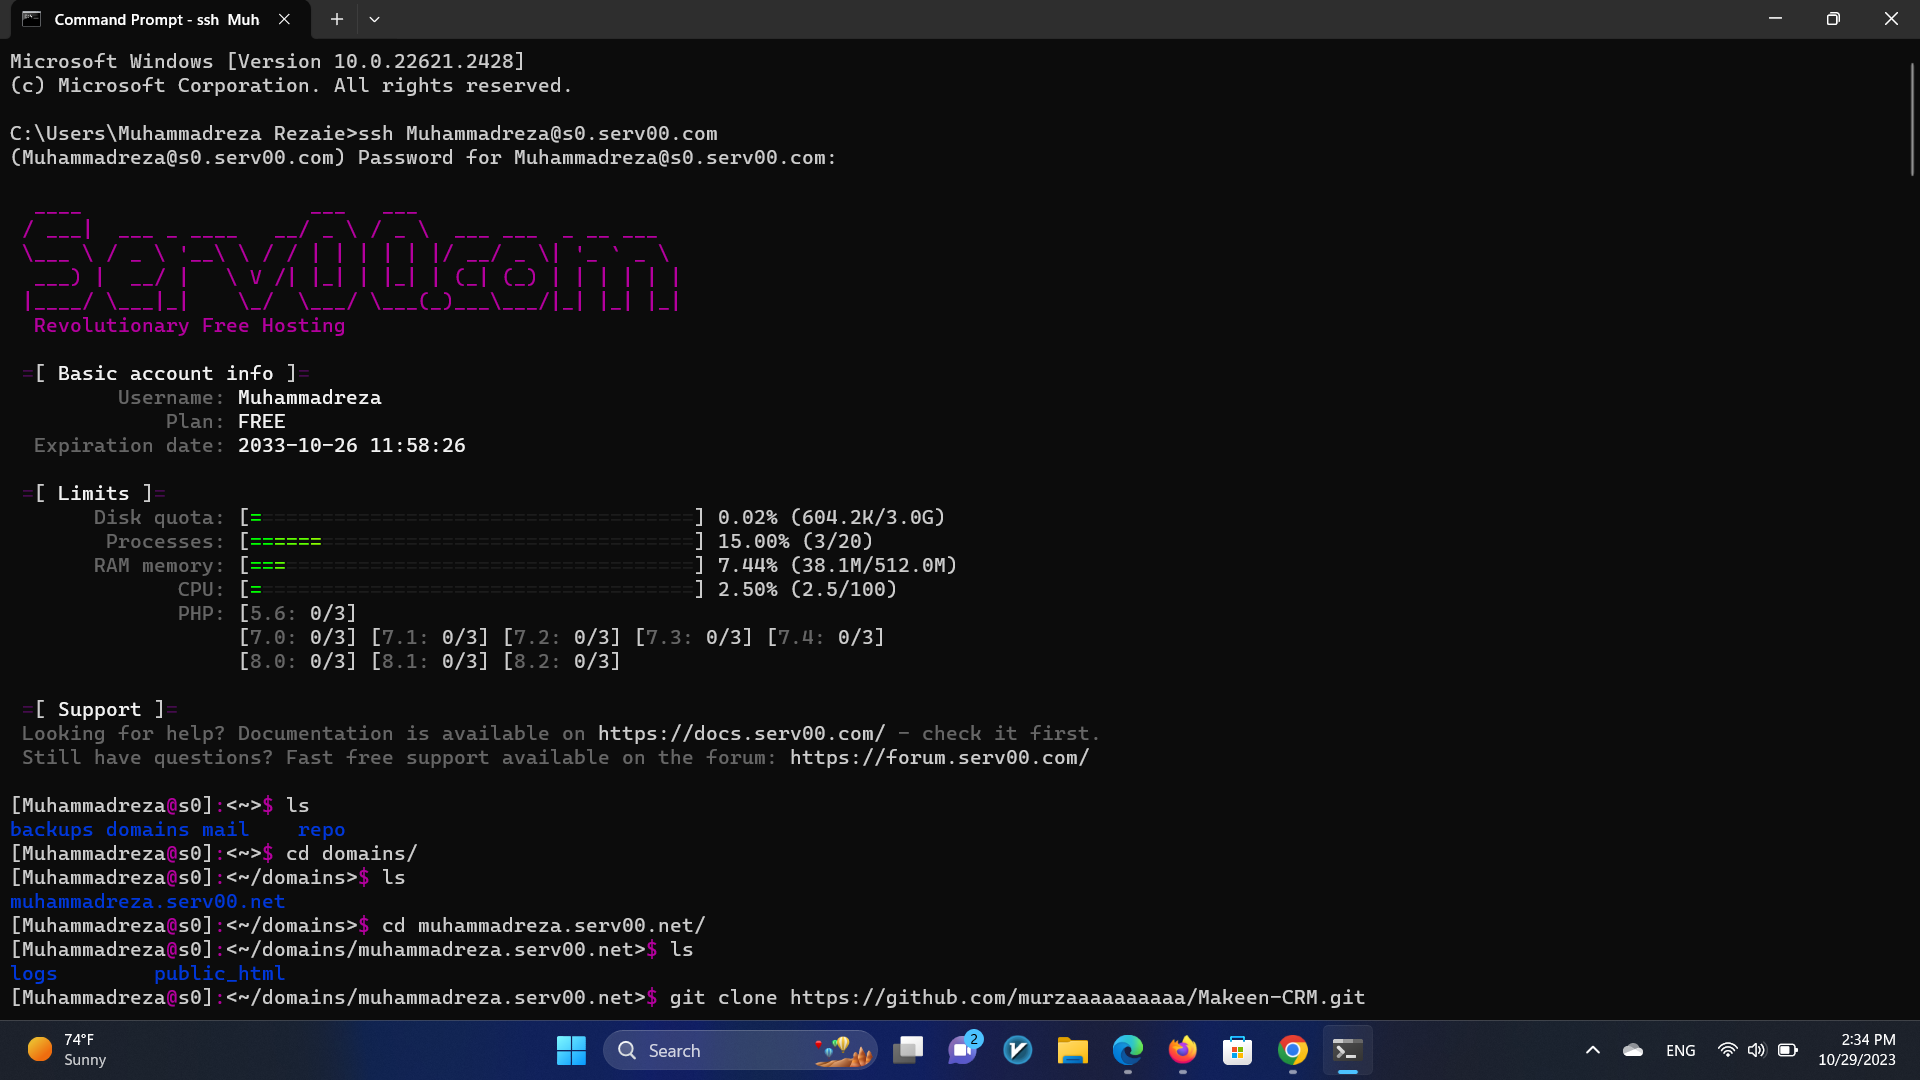 Command Prompt - ssh Muh
Microsoft Windows [Version 10.0.22621.2428]
(c) Microsoft Corporation. All rights reserved.
C:\Users\Muhammadreza Rezaie>ssh Muhammadreza@s0.serv00.com
(Muhammadreza@s0.serv00.com) Password for Muhammadreza@s0.serv00.com:
Serv00.com
Revolutionary Free Hosting
=[ Basic account info ]=
Username: Muhammadreza
Plan: FREE
Expiration date: 2033-10-26 11:58:26
=[ Limits ]=
Disk quota: [=] 0.02% (604.2K/3.0G)
Processes: [======] 15.00% (3/20)
RAM memory: [===] 7.44% (38.1M/512.0M)
CPU: [=] 2.50% (2.5/100)
PHP: [5.6: 0/3]
[7.0: 0/3] [7.1: 0/3] [7.2: 0/3] [7.3: 0/3] [7.4: 0/3]
[8.0: 0/3] [8.1: 0/3] [8.2: 0/3]
=[ Support ]=
Looking for help? Documentation is available on https://docs.serv00.com/ - check it first.
Still have questions? Fast free support available on the forum: https://forum.serv00.com/
[Muhammadreza@s0]:<~>$ ls
backups domains mail repo
[Muhammadreza@s0]:<~>$ cd domains/
[Muhammadreza@s0]:<~/domains>$ ls
muhammadreza.serv00.net
[Muhammadreza@s0]:<~/domains>$ cd muhammadreza.serv00.net/
[Muhammadreza@s0]:<~/domains/muhammadreza.serv00.net>$ ls
logs public_html
[Muhammadreza@s0]:<~/domains/muhammadreza.serv00.net>$ git clone https://github.com/murzaaaaaaaaaa/Makeen-CRM.git
74°F
Sunny
Search
2
ENG
2:34 PM
10/29/2023